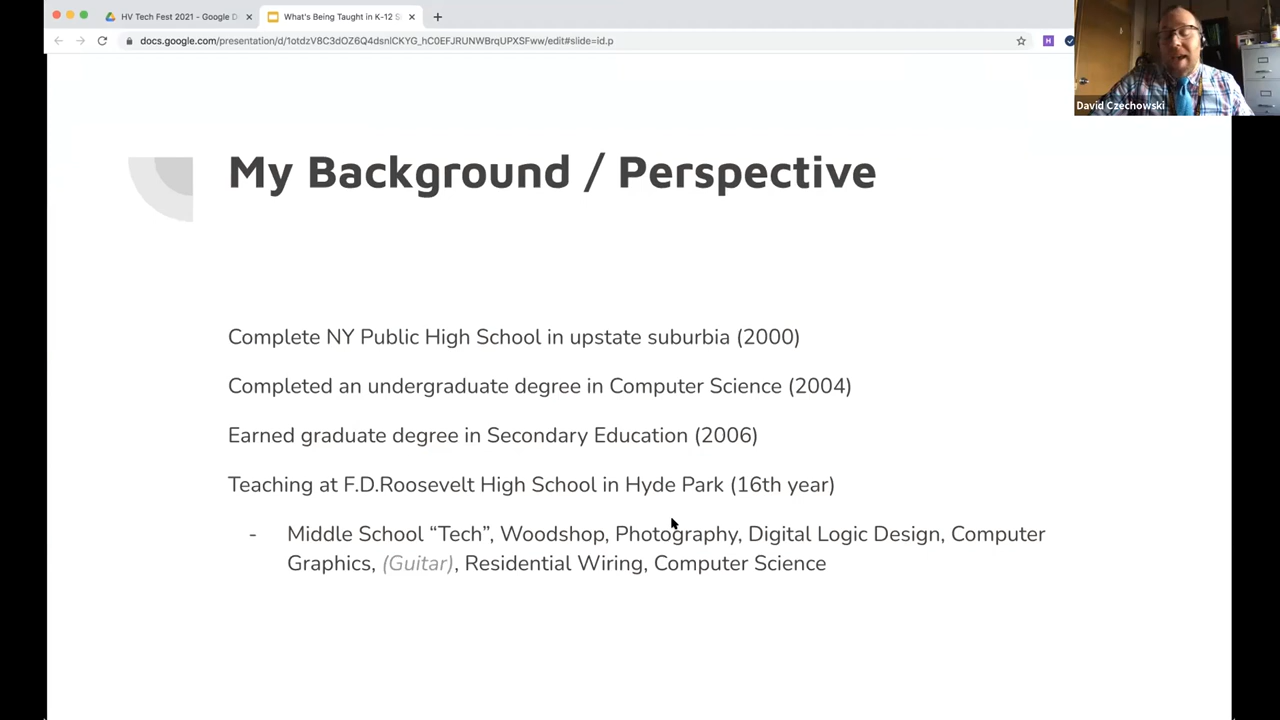 HV Tech Fest 2021 - Google D
What's Being Taught in K-12 S
docs.google.com/presentation/d/1otdzV8C3dOZ6Q4dsnlCKYG_hC0EFJRUNWBrqUPXSFww/edit#slide=id.p
H
David Czechowski
My Background / Perspective
Complete NY Public High School in upstate suburbia (2000)
Completed an undergraduate degree in Computer Science (2004)
Earned graduate degree in Secondary Education (2006)
Teaching at F.D.Roosevelt High School in Hyde Park (16th year)
- Middle School “Tech”, Woodshop, Photography, Digital Logic Design, Computer
Graphics, (Guitar), Residential Wiring, Computer Science